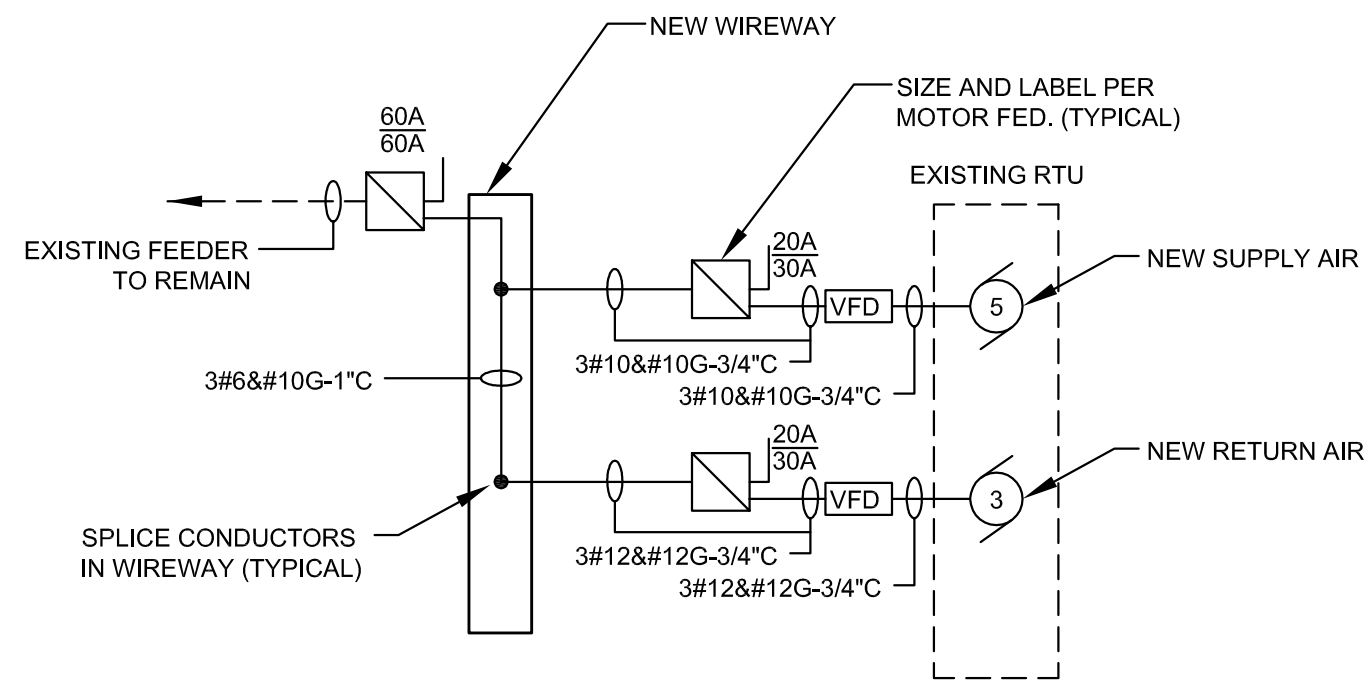 NEW WIREWAY
60A
60A
SIZE AND LABEL PER
MOTOR FED. (TYPICAL)
EXISTING RTU
EXISTING FEEDER
TO REMAIN
20A
30A
NEW SUPPLY AIR
VFD
5
3#10&#10G-3/4"C
3#10&#10G-3/4"C
3#6&#10G-1"C
20A
30A
NEW RETURN AIR
VFD
3
SPLICE CONDUCTORS
IN WIREWAY (TYPICAL)
3#12&#12G-3/4"C
3#12&#12G-3/4"C